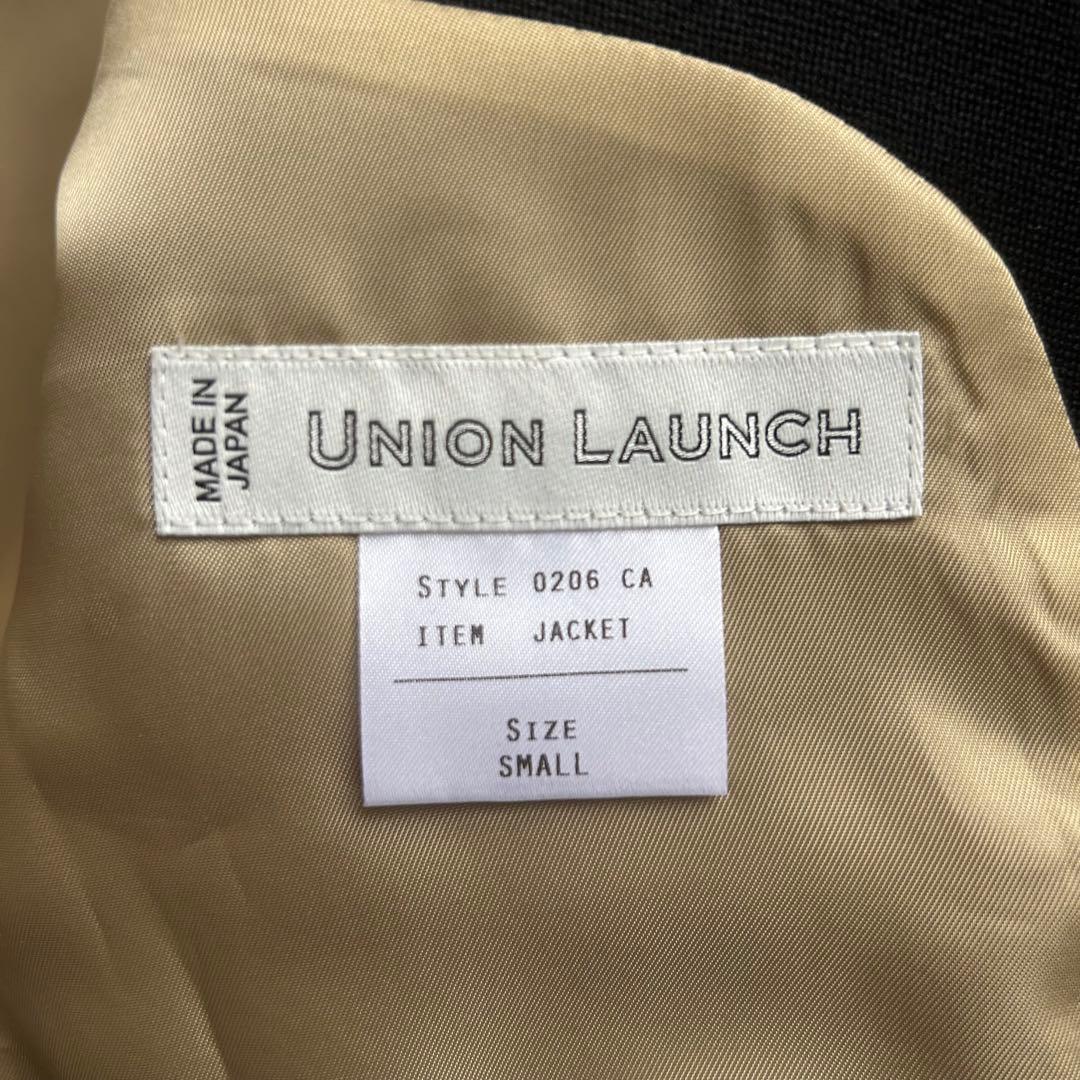 MADE IN
JAPAN
UNION LAUNCH
STYLE 0206 CA
ITEM JACKET
SIZE
SMALL